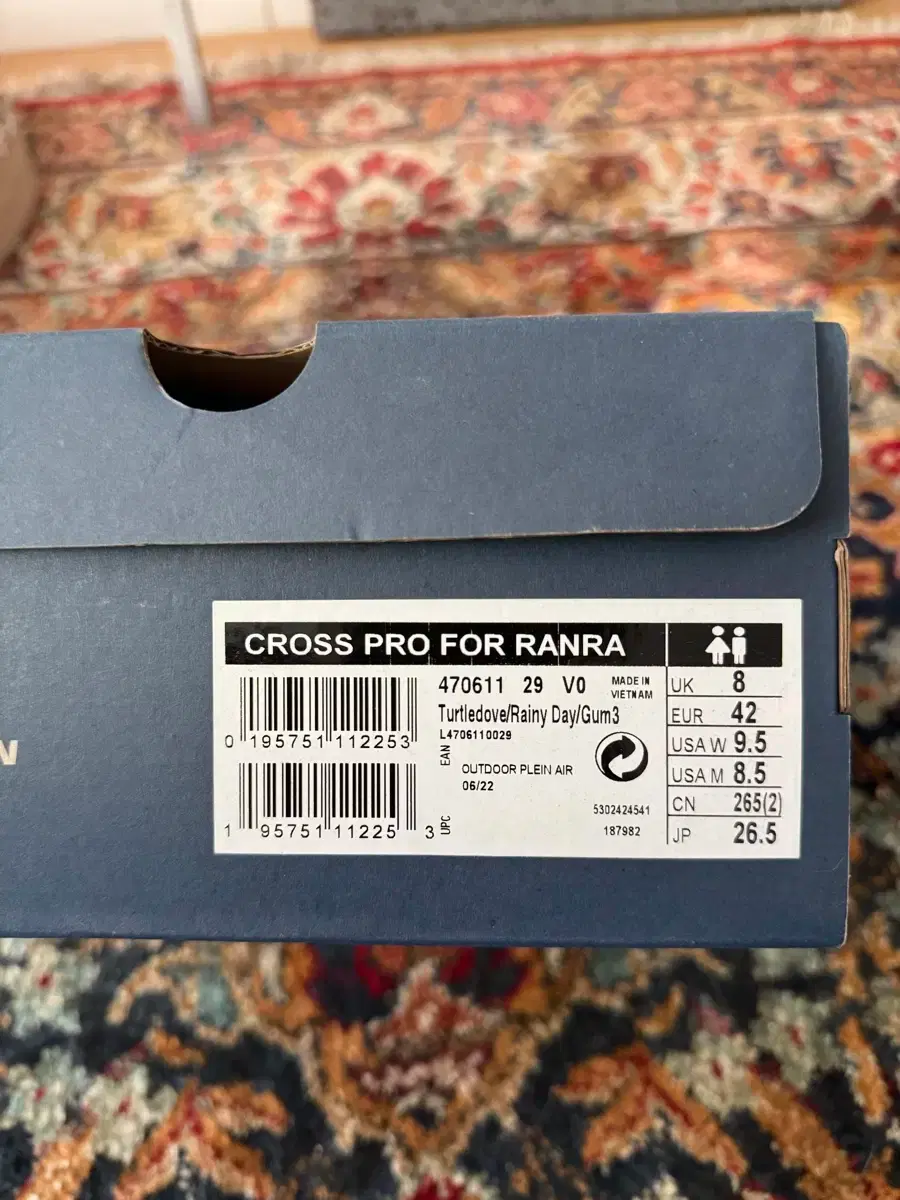 CROSS PRO FOR RANRA
470611 29 V0 MADE IN VIETNAM
Turtledove/Rainy Day/Gum3
L4706110029
0 195751 112253
EAN
OUTDOOR PLEIN AIR
06/22
1 95751 11225 3
UPC
5302424541
187982
UK 8
EUR 42
USA W 9.5
USA M 8.5
CN 265(2)
JP 26.5
N